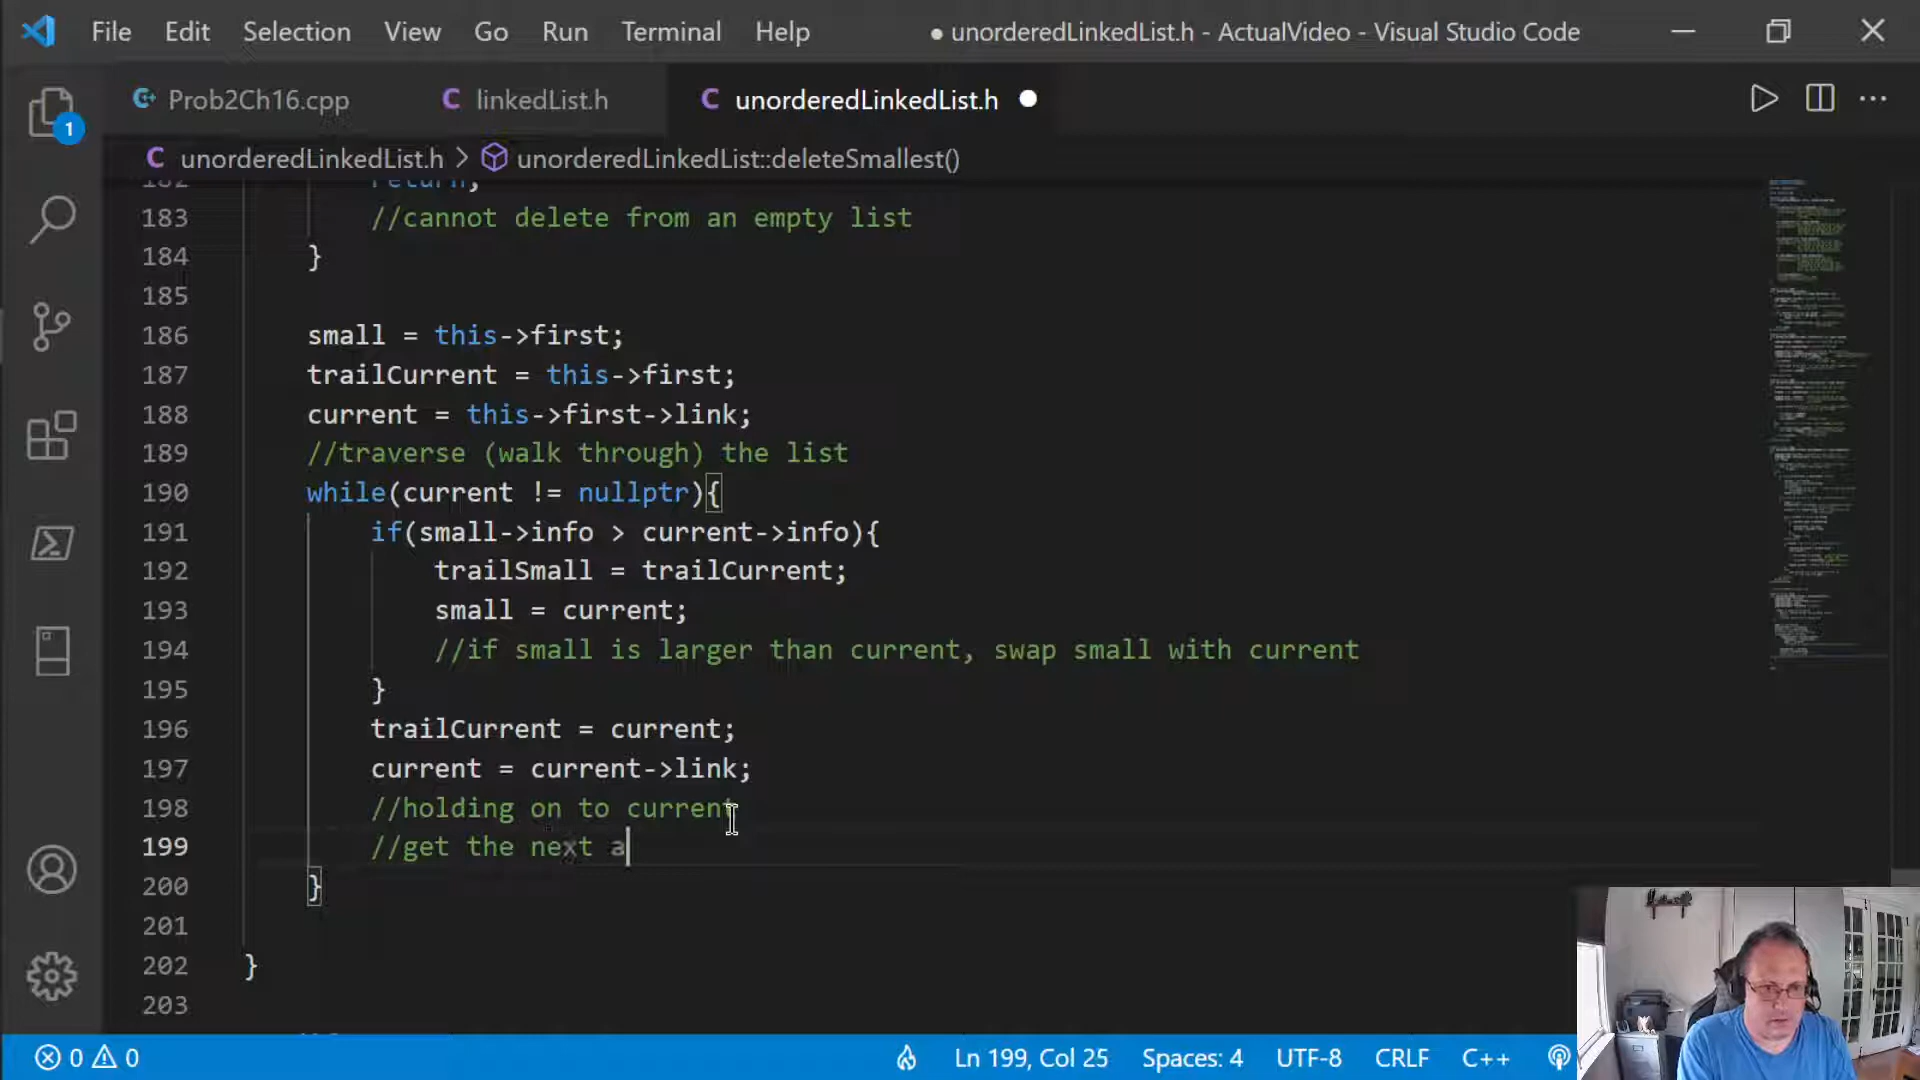 File Edit Selection View Go Run Terminal Help
● unorderedLinkedList.h - ActualVideo - Visual Studio Code
Prob2Ch16.cpp linkedList.h unorderedLinkedList.h
unorderedLinkedList.h > unorderedLinkedList::deleteSmallest()
182 return;
183 //cannot delete from an empty list
184 }
185
186 small = this->first;
187 trailCurrent = this->first;
188 current = this->first->link;
189 //traverse (walk through) the list
190 while(current != nullptr){
191 if(small->info > current->info){
192 trailSmall = trailCurrent;
193 small = current;
194 //if small is larger than current, swap small with current
195 }
196 trailCurrent = current;
197 current = current->link;
198 //holding on to current
199 //get the next a
200 }
201
202 }
203
1
0 0 Ln 199, Col 25 Spaces: 4 UTF-8 CRLF C++